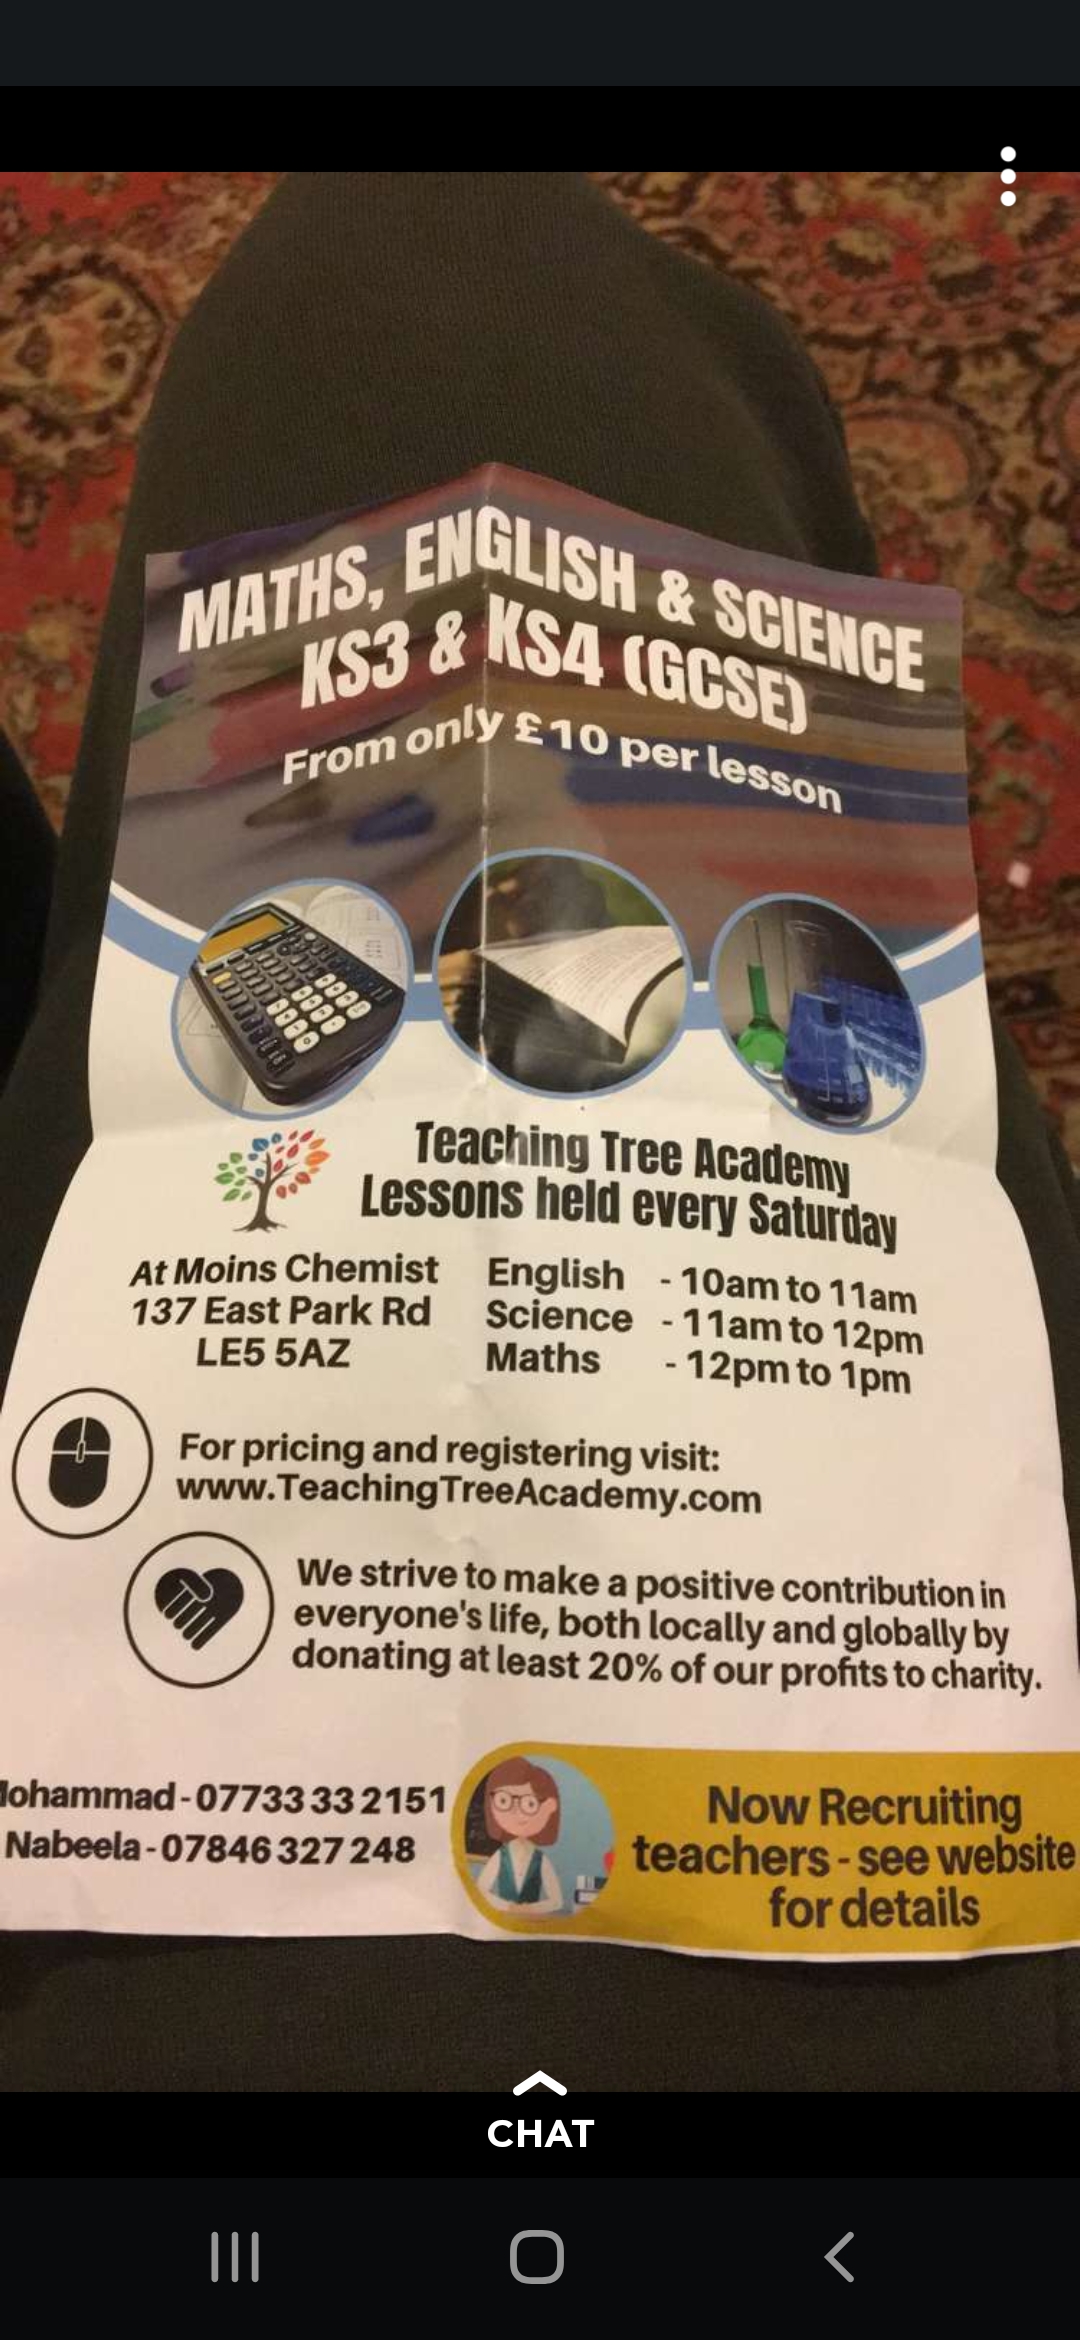 MATHS, ENGLISH & SCIENCE
KS3 & KS4 (GCSE)
From only £10 per lesson
Teaching Tree Academy
Lessons held every Saturday
At Moins Chemist
137 East Park Rd
LE5 5AZ
English - 10am to 11am
Science - 11am to 12pm
Maths - 12pm to 1pm
For pricing and registering visit:
www.TeachingTreeAcademy.com
We strive to make a positive contribution in
everyone's life, both locally and globally by
donating at least 20% of our profits to charity.
Mohammad - 07733 33 2151
Nabeela - 07846 327 248
Now Recruiting
teachers - see website
for details
CHAT